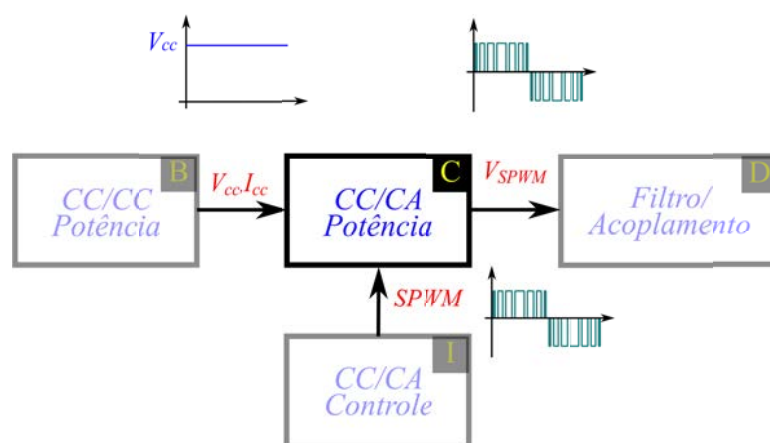 Vcc
B
CC/CC
Potência
Vcc,Icc
C
CC/CA
Potência
VSPWM
D
Filtro/
Acoplamento
SPWM
I
CC/CA
Controle